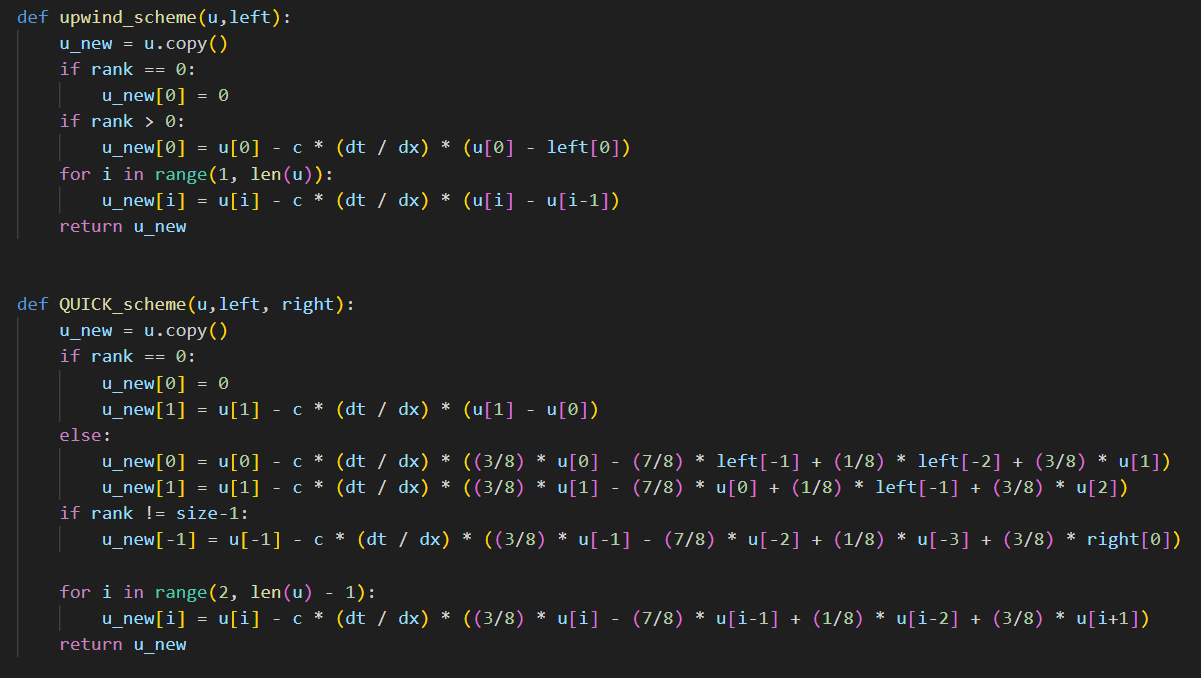 def upwind_scheme(u,left):
    u_new = u.copy()
    if rank == 0:
        u_new[0] = 0
    if rank > 0:
        u_new[0] = u[0] - c * (dt / dx) * (u[0] - left[0])
    for i in range(1, len(u)):
        u_new[i] = u[i] - c * (dt / dx) * (u[i] - u[i-1])
    return u_new
def QUICK_scheme(u,left, right):
    u_new = u.copy()
    if rank == 0:
        u_new[0] = 0
        u_new[1] = u[1] - c * (dt / dx) * (u[1] - u[0])
    else:
        u_new[0] = u[0] - c * (dt / dx) * ((3/8) * u[0] - (7/8) * left[-1] + (1/8) * left[-2] + (3/8) * u[1])
        u_new[1] = u[1] - c * (dt / dx) * ((3/8) * u[1] - (7/8) * u[0] + (1/8) * left[-1] + (3/8) * u[2])
    if rank != size-1:
        u_new[-1] = u[-1] - c * (dt / dx) * ((3/8) * u[-1] - (7/8) * u[-2] + (1/8) * u[-3] + (3/8) * right[0])
    for i in range(2, len(u) - 1):
        u_new[i] = u[i] - c * (dt / dx) * ((3/8) * u[i] - (7/8) * u[i-1] + (1/8) * u[i-2] + (3/8) * u[i+1])
    return u_new